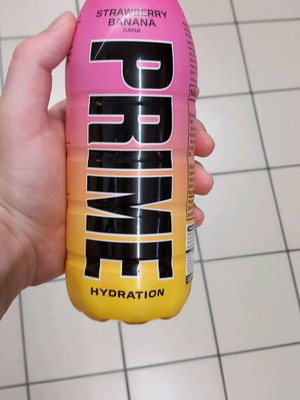 STRAWBERRY
BANANA
FLAVOUR
PRIME
HYDRATION